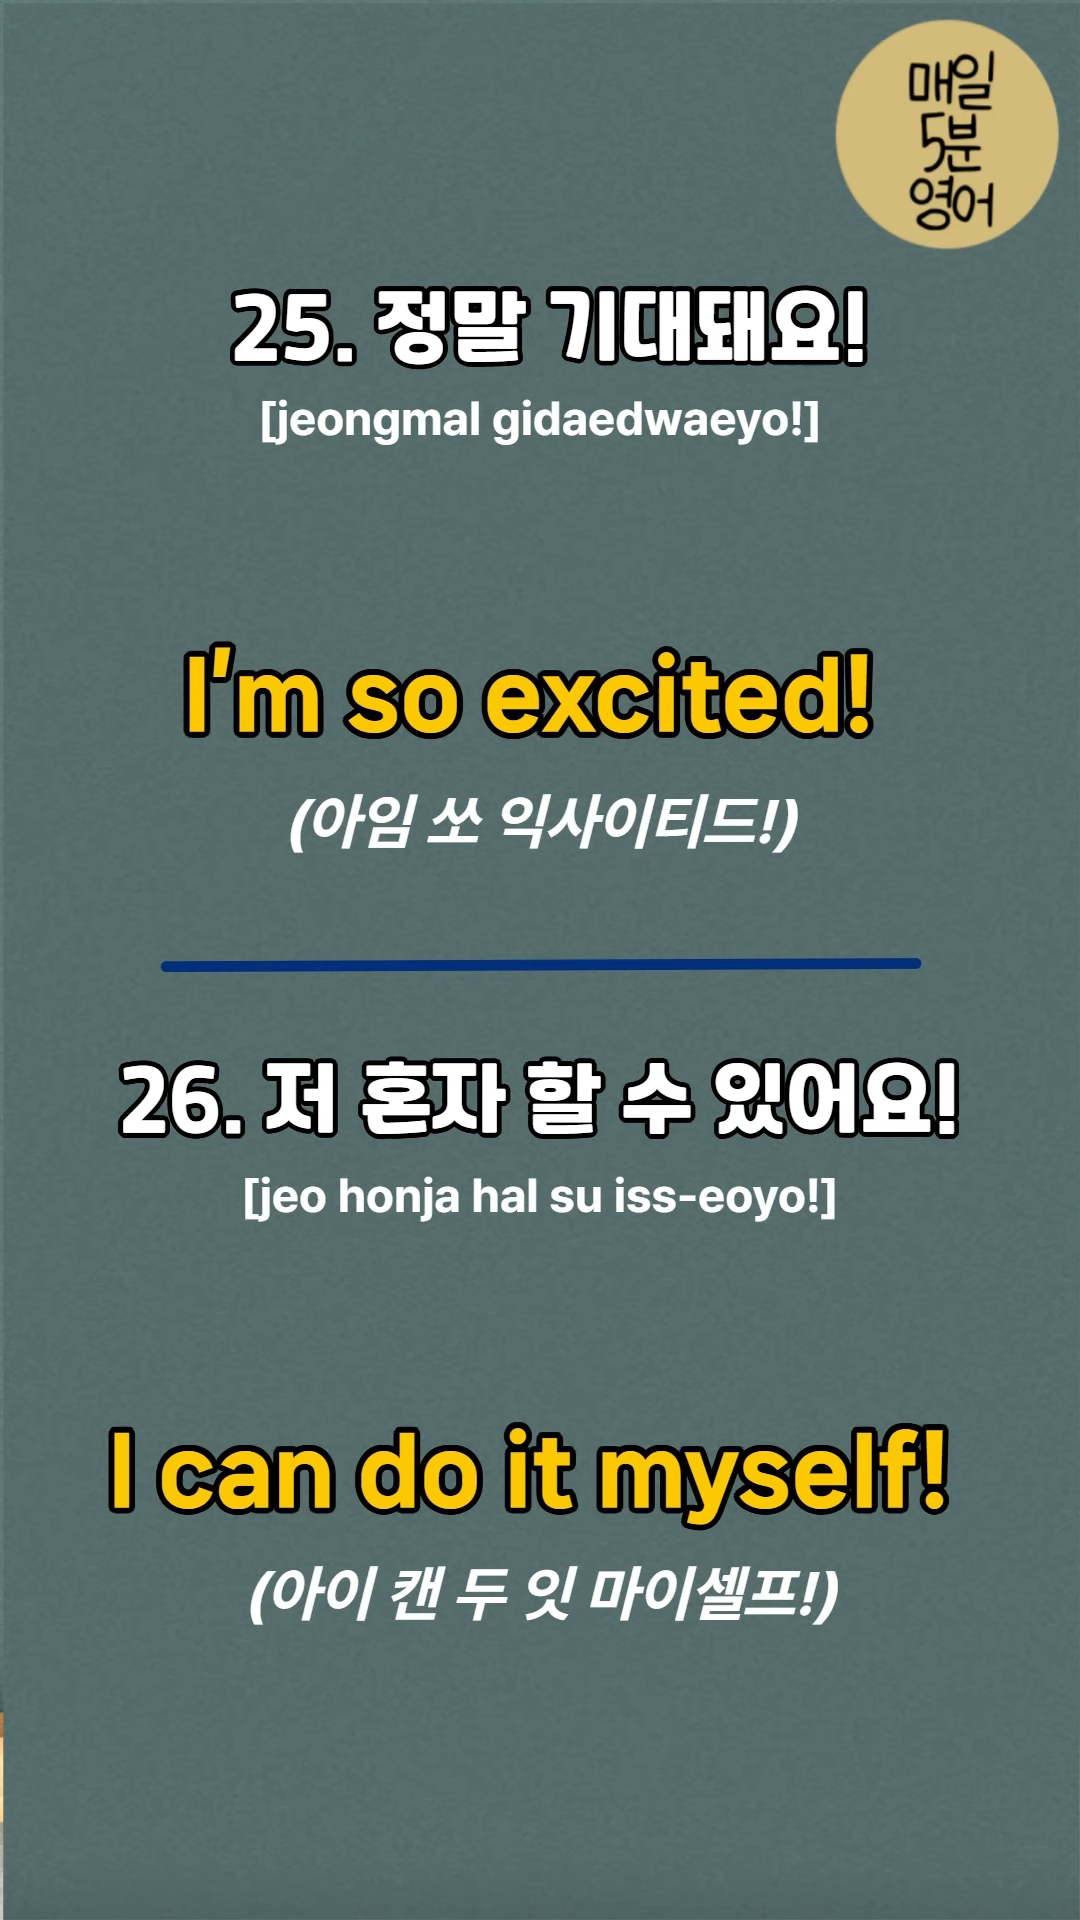 매일
5분
영어
25. 정말 기대돼요!
[jeongmal gidaedwaeyo!]
I'm so excited!
(아임 쏘 익사이티드!)
26. 저 혼자 할 수 있어요!
[jeo honja hal su iss-eoyo!]
I can do it myself!
(아이 캔 두 잇 마이셀프!)